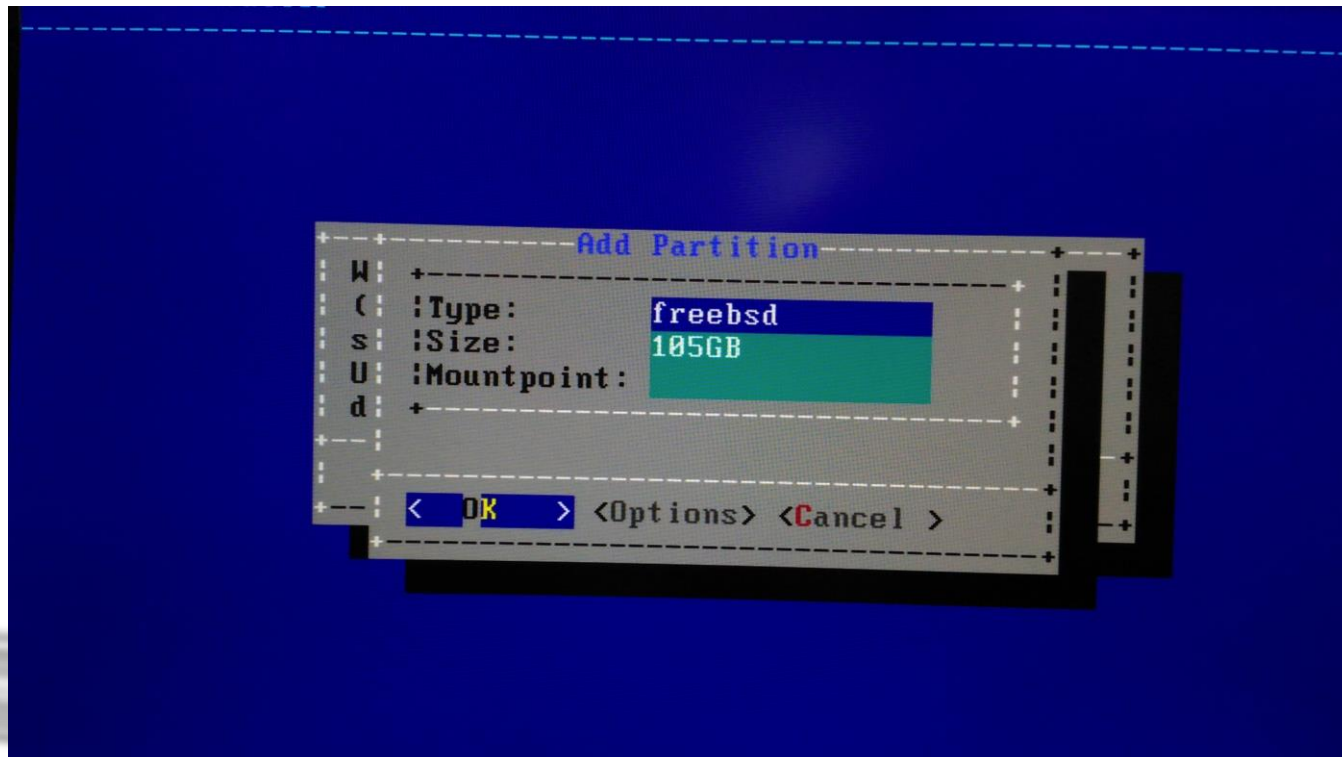 Add Partition
W
( Type: freebsd
s Size: 105GB
U Mountpoint:
d
< OK > <Options> <Cancel >